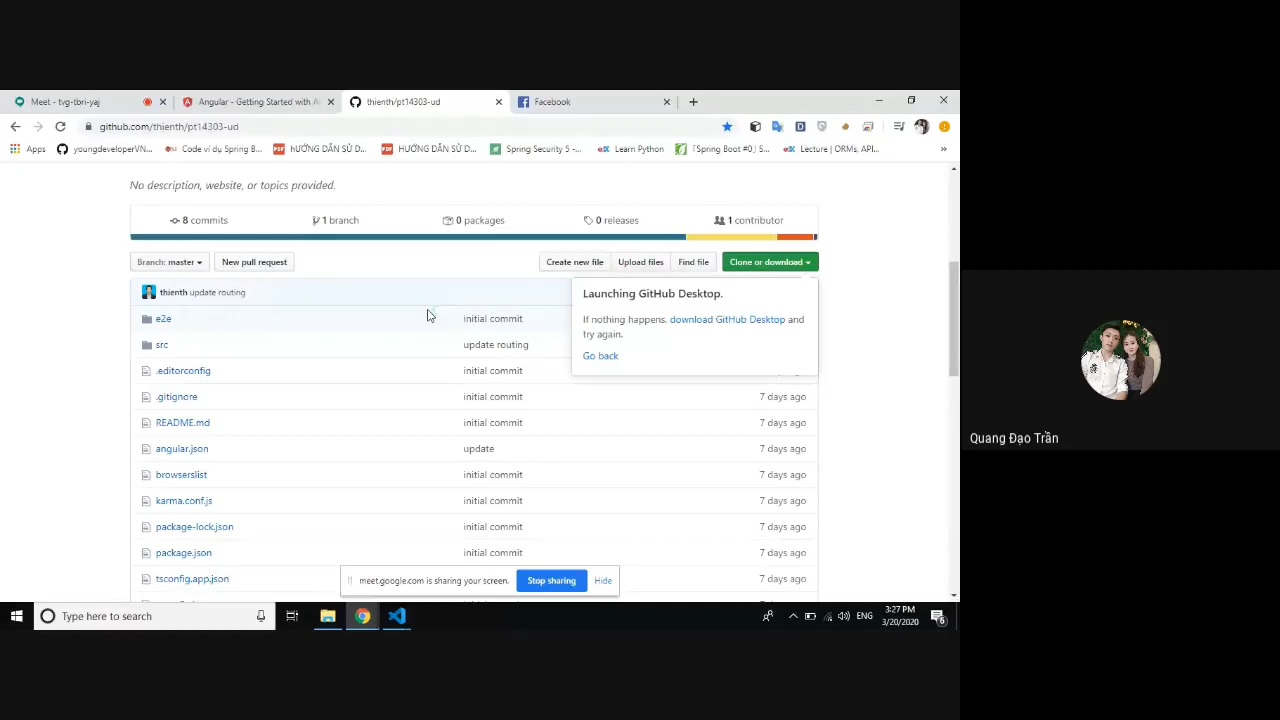 Meet - tvg-tbri-yaj
Angular - Getting Started with A
thienth/pt14303-ud
Facebook
github.com/thienth/pt14303-ud
Apps
youngdeveloperVN...
Code ví dụ Spring B...
HƯỚNG DẪN SỬ D...
HƯỚNG DẪN SỬ D...
Spring Security 5 -...
Learn Python
「Spring Boot #0」 S...
Lecture | ORMs, API...
No description, website, or topics provided.
8 commits
1 branch
0 packages
0 releases
1 contributor
Branch: master
New pull request
Create new file
Upload files
Find file
Clone or download
thienth update routing
Launching GitHub Desktop.
If nothing happens, download GitHub Desktop and
try again.
Go back
e2e
initial commit
src
update routing
.editorconfig
initial commit
.gitignore
initial commit
7 days ago
README.md
initial commit
7 days ago
angular.json
update
7 days ago
browserslist
initial commit
7 days ago
karma.conf.js
initial commit
7 days ago
package-lock.json
initial commit
7 days ago
package.json
initial commit
7 days ago
tsconfig.app.json
7 days ago
meet.google.com is sharing your screen.
Stop sharing
Hide
Type here to search
ENG
3:27 PM
3/20/2020
6
Quang Đạo Trần